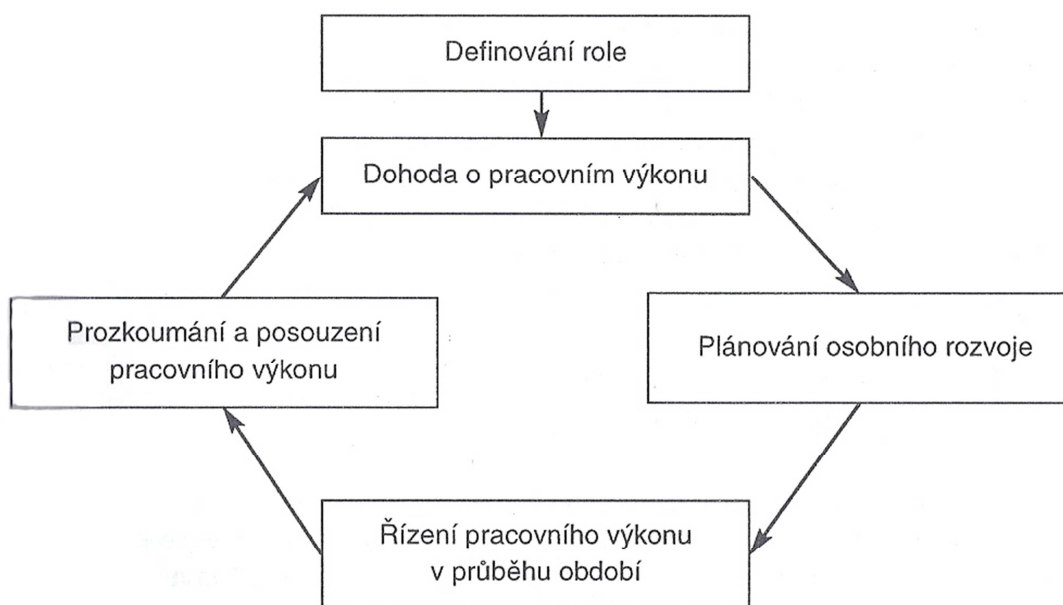 Definování role
Dohoda o pracovním výkonu
Prozkoumání a posouzení
pracovního výkonu
Plánování osobního rozvoje
Řízení pracovního výkonu
v průběhu období